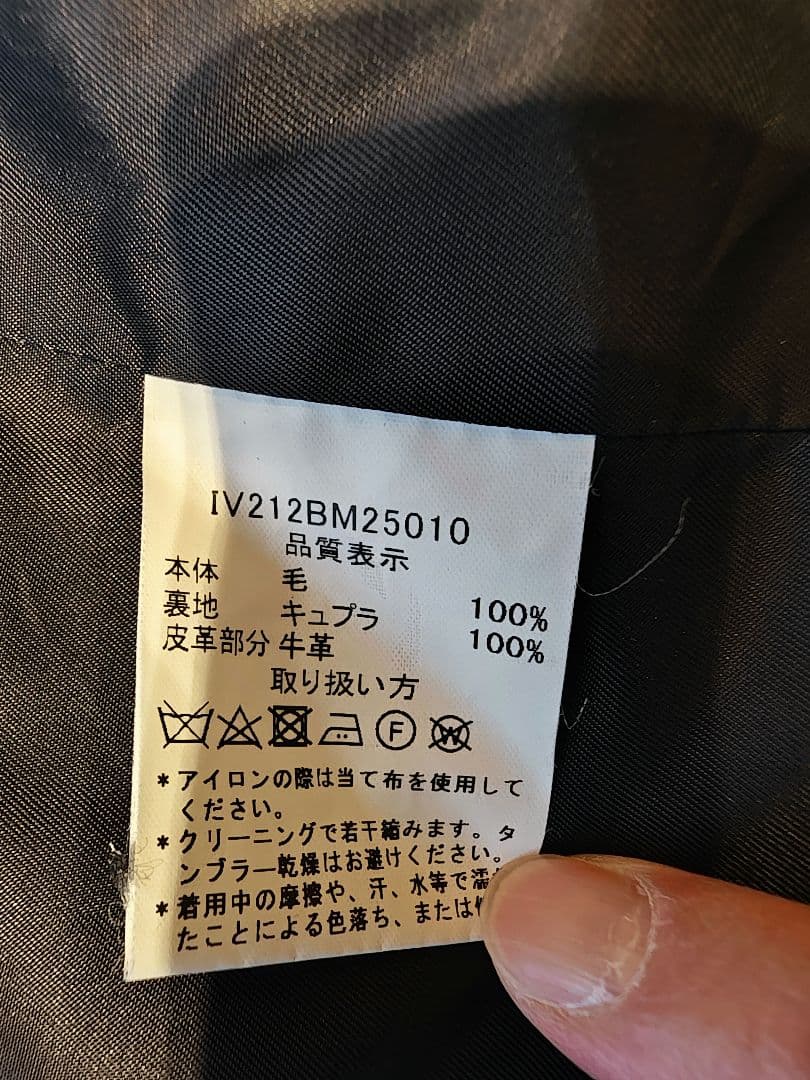 IV212BM25010
品質表示
本体 毛 100%
裏地 キュプラ 100%
皮革部分 牛革
取り扱い方
F
W
*アイロンの際は当て布を使用して
ください。
*クリーニングで若干縮みます。タ
ンブラー乾燥はお避けください。
*着用中の摩擦や、汗、水等で濡
たことによる色落ち、または